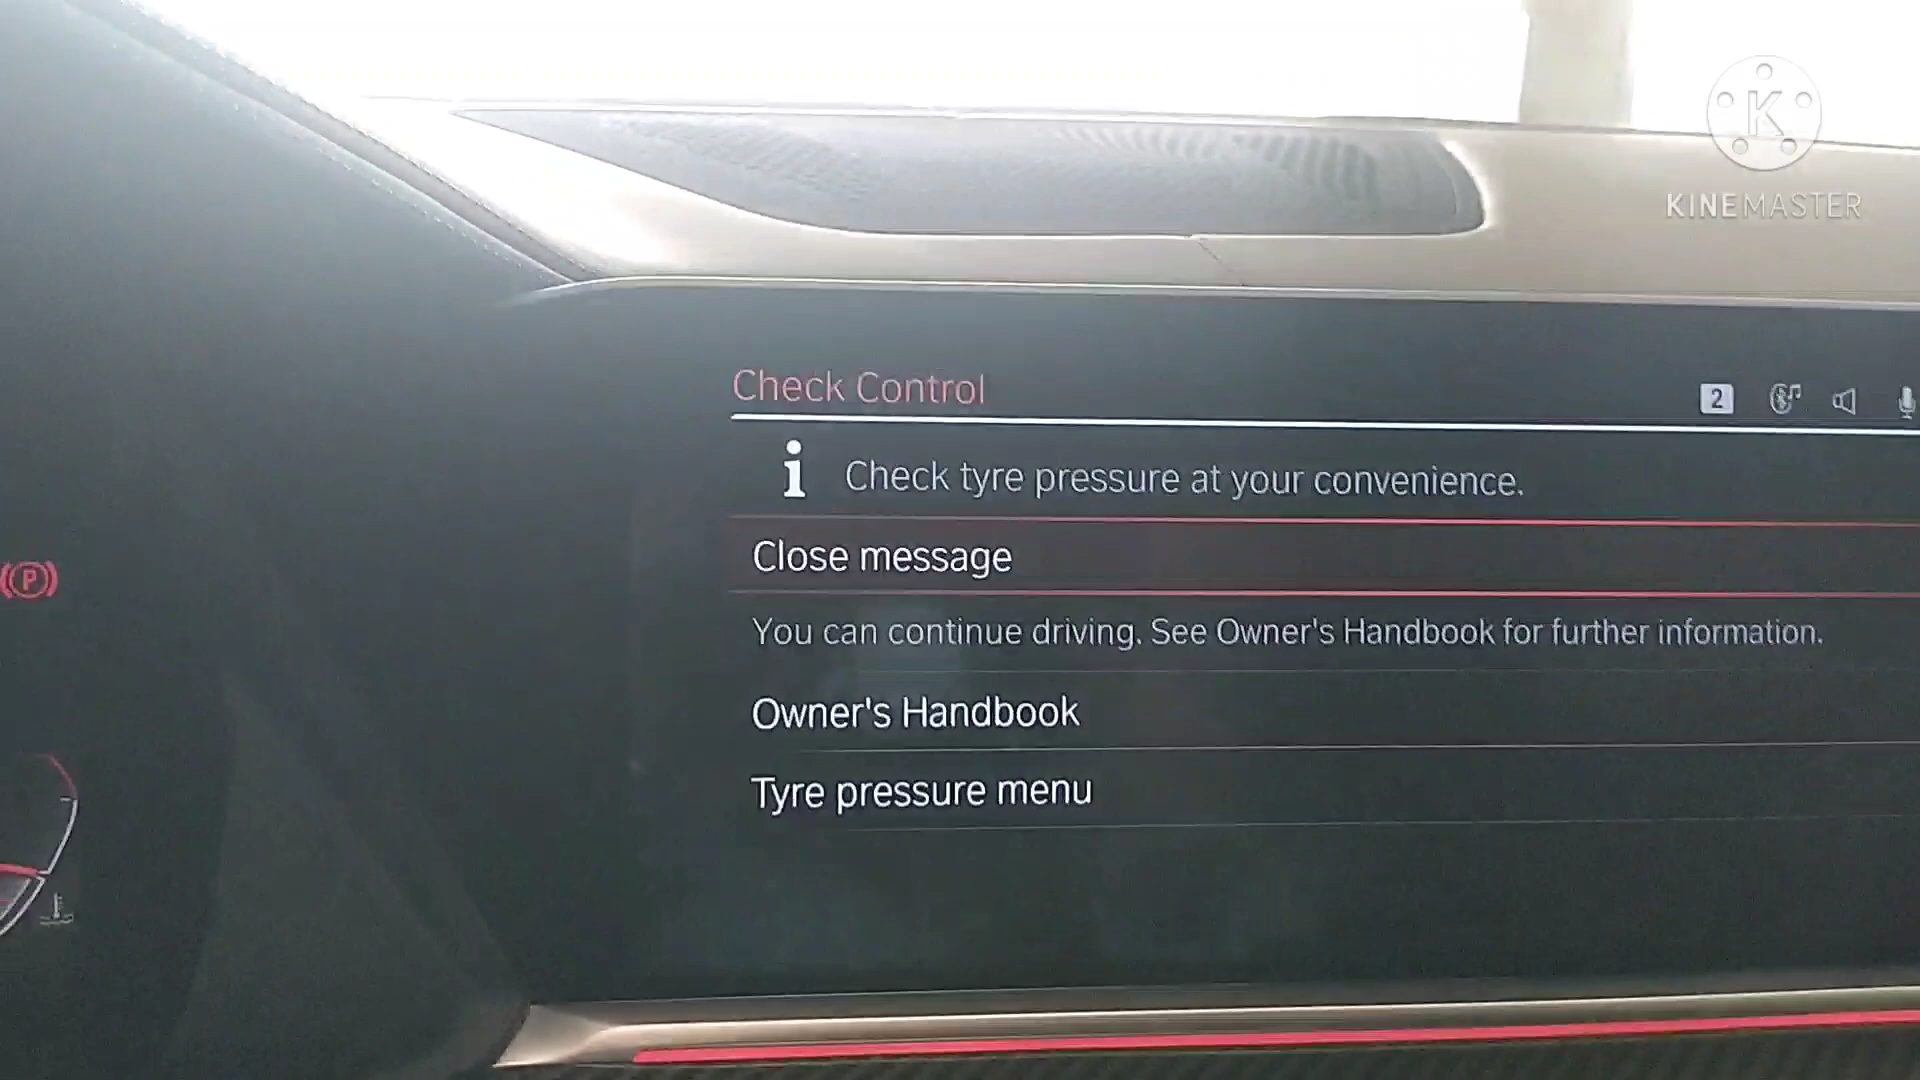 K
KINEMASTER
Check Control
2
i Check tyre pressure at your convenience.
Close message
(P)
You can continue driving. See Owner's Handbook for further information.
Owner's Handbook
Tyre pressure menu